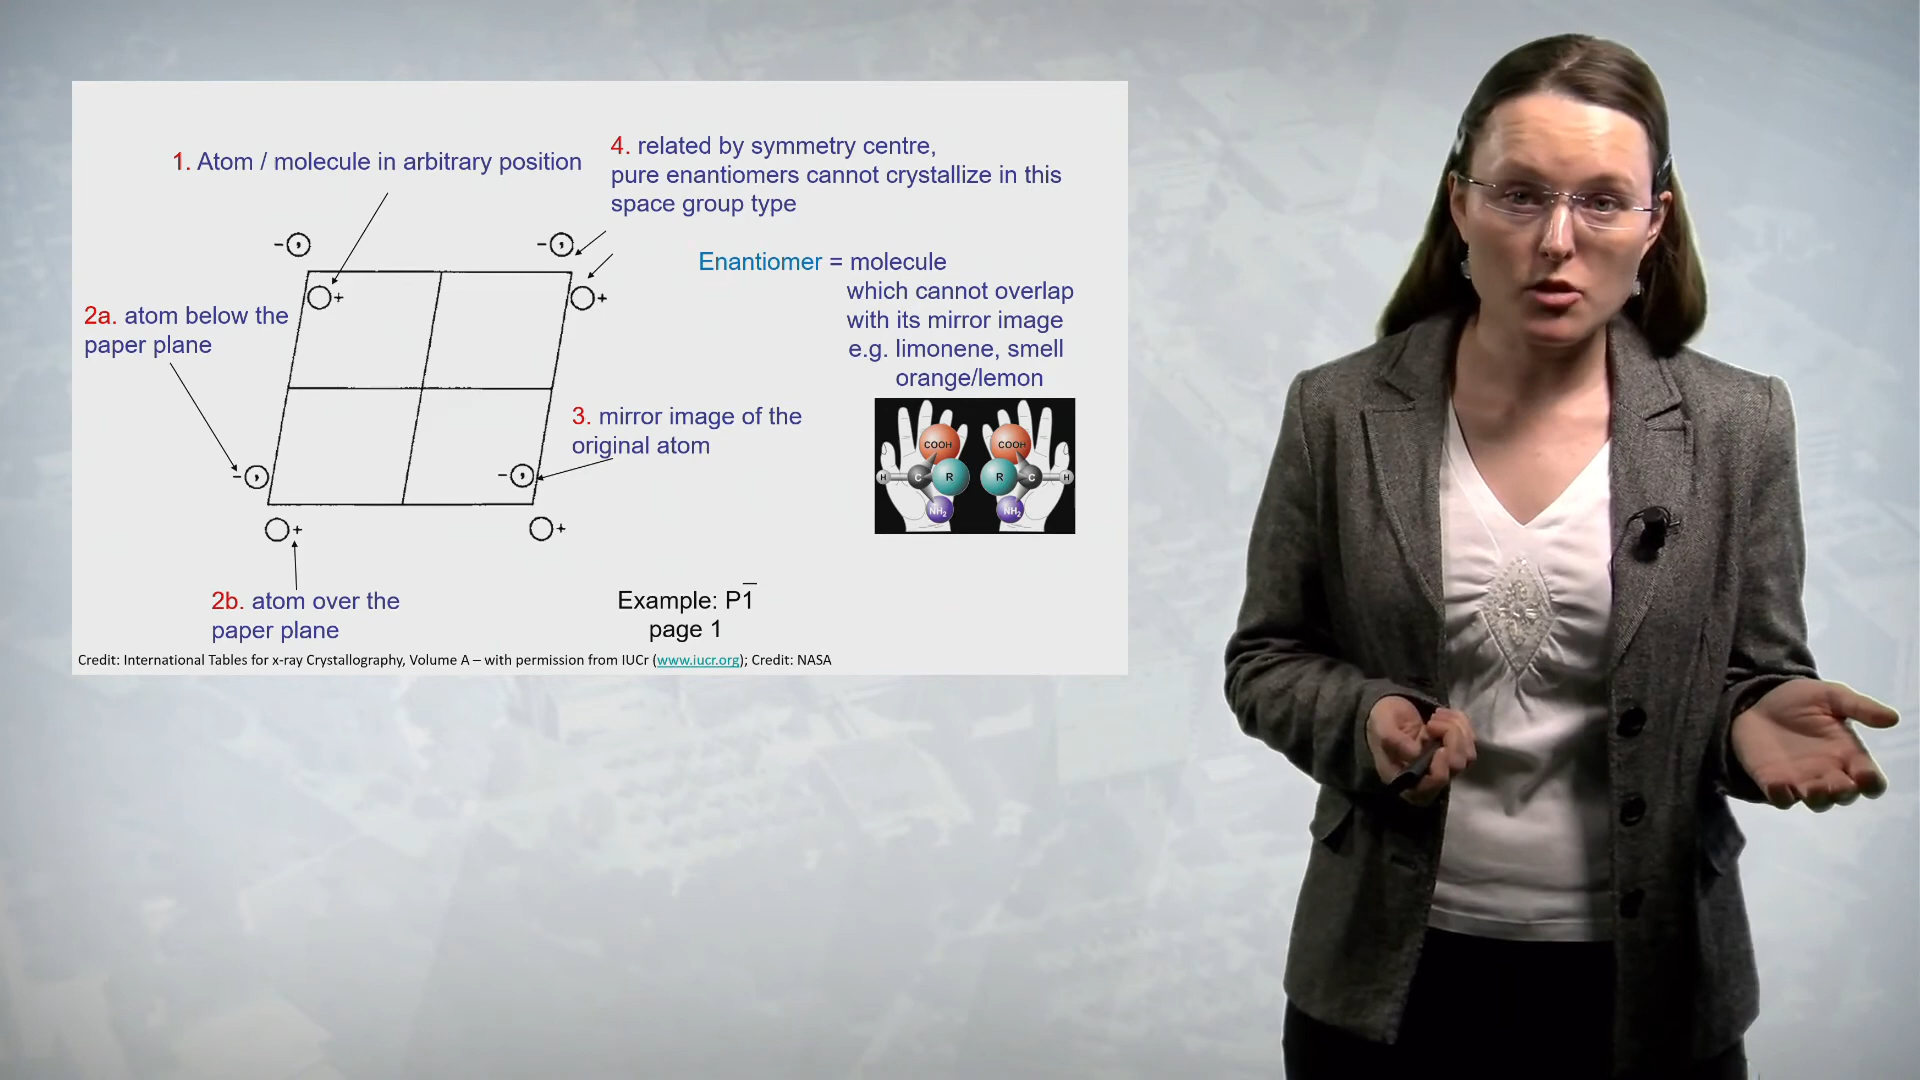 1. Atom / molecule in arbitrary position
4. related by symmetry centre,
pure enantiomers cannot crystallize in this
space group type
Enantiomer = molecule
which cannot overlap
with its mirror image
e.g. limonene, smell
orange/lemon
2a. atom below the
paper plane
3. mirror image of the
original atom
2b. atom over the
paper plane
- ,
- ,
+
+
- ,
- ,
+
+
COOH
COOH
H C R
R C H
NH₂
NH₂
Example: P1̅
page 1
Credit: International Tables for x-ray Crystallography, Volume A – with permission from IUCr (www.iucr.org); Credit: NASA